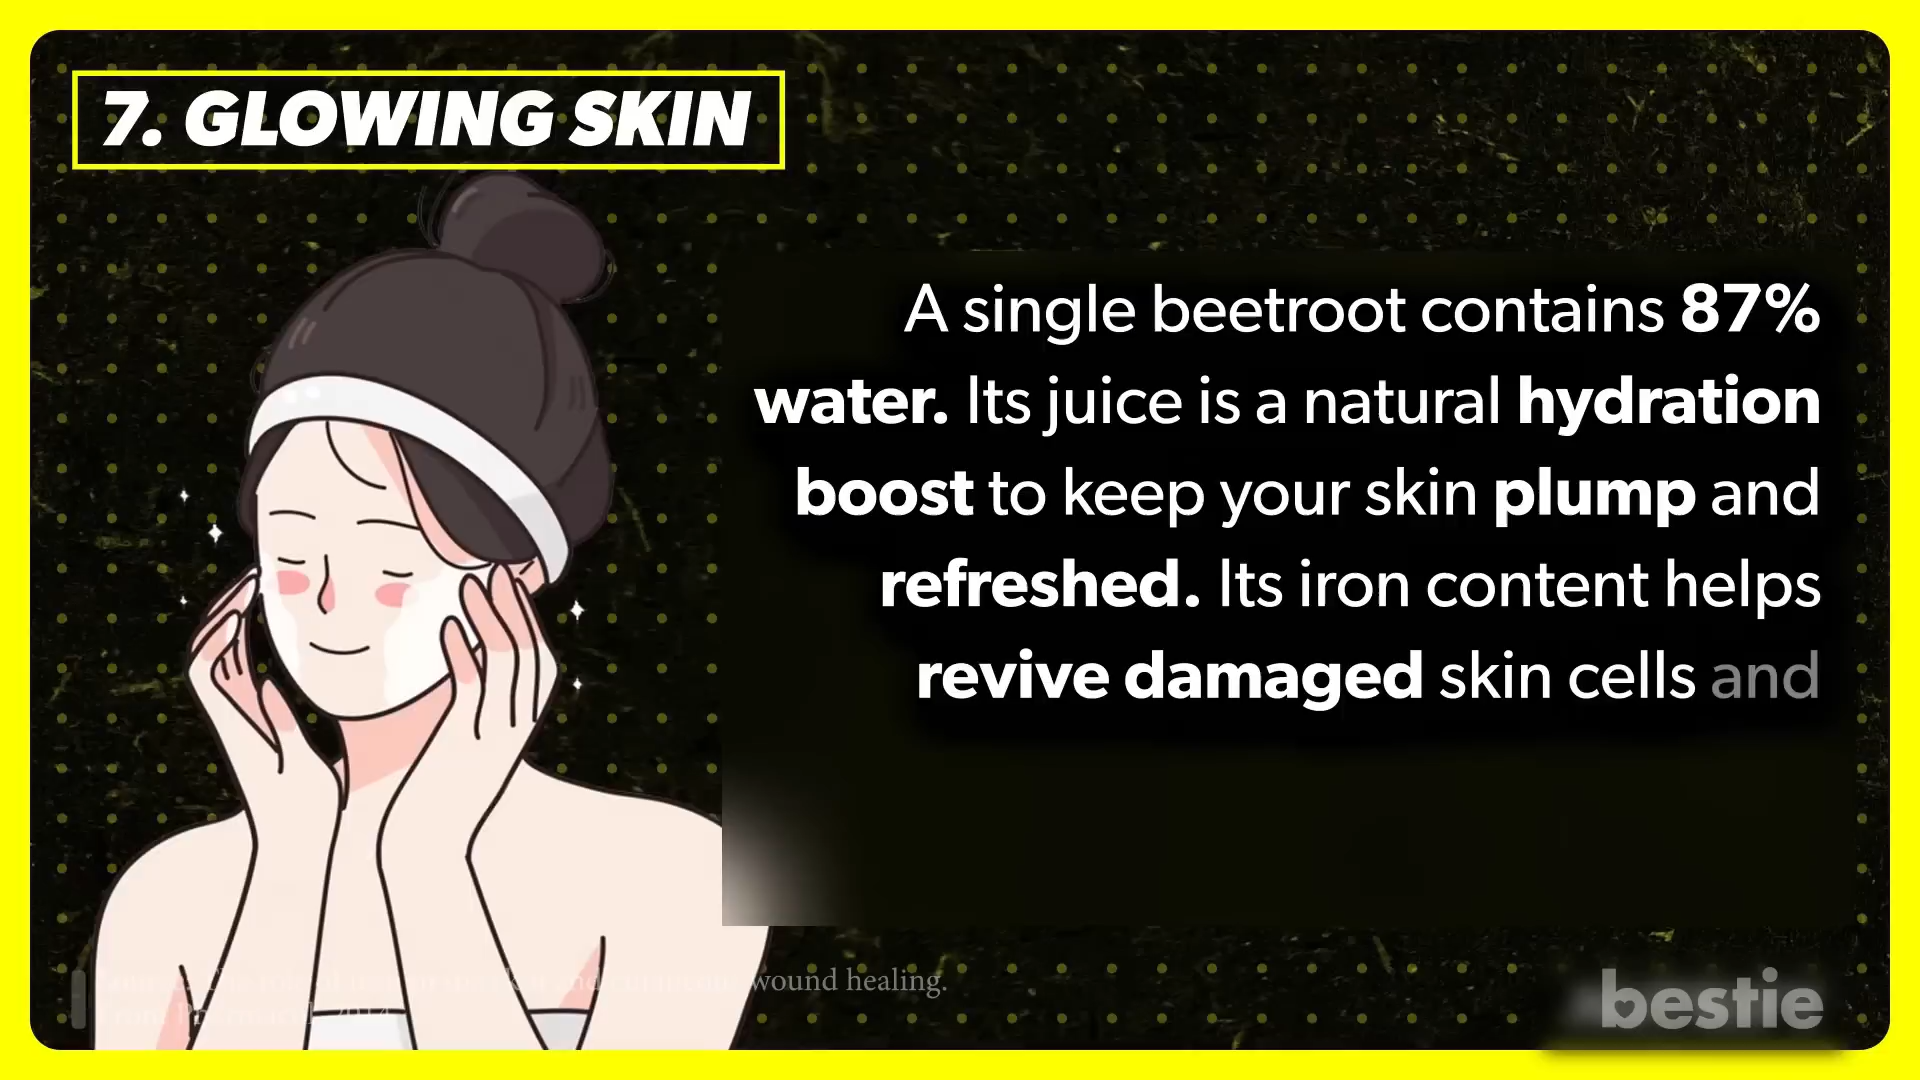 7. GLOWING SKIN
A single beetroot contains 87%
water. Its juice is a natural hydration
boost to keep your skin plump and
refreshed. Its iron content helps
revive damaged skin cells and
wound healing.
bestie